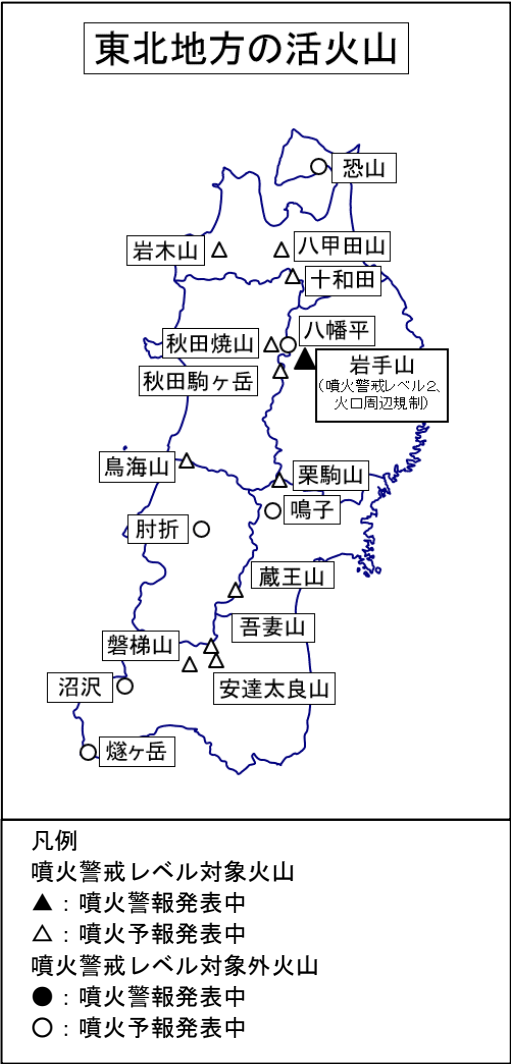 東北地方の活火山
恐山
岩木山
八甲田山
十和田
八幡平
秋田焼山
岩手山
(噴火警戒レベル2、
火口周辺規制)
秋田駒ヶ岳
鳥海山
栗駒山
鳴子
肘折
蔵王山
吾妻山
磐梯山
安達太良山
沼沢
燧ヶ岳
凡例
噴火警戒レベル対象火山
▲：噴火警報発表中
△：噴火予報発表中
噴火警戒レベル対象外火山
●：噴火警報発表中
○：噴火予報発表中